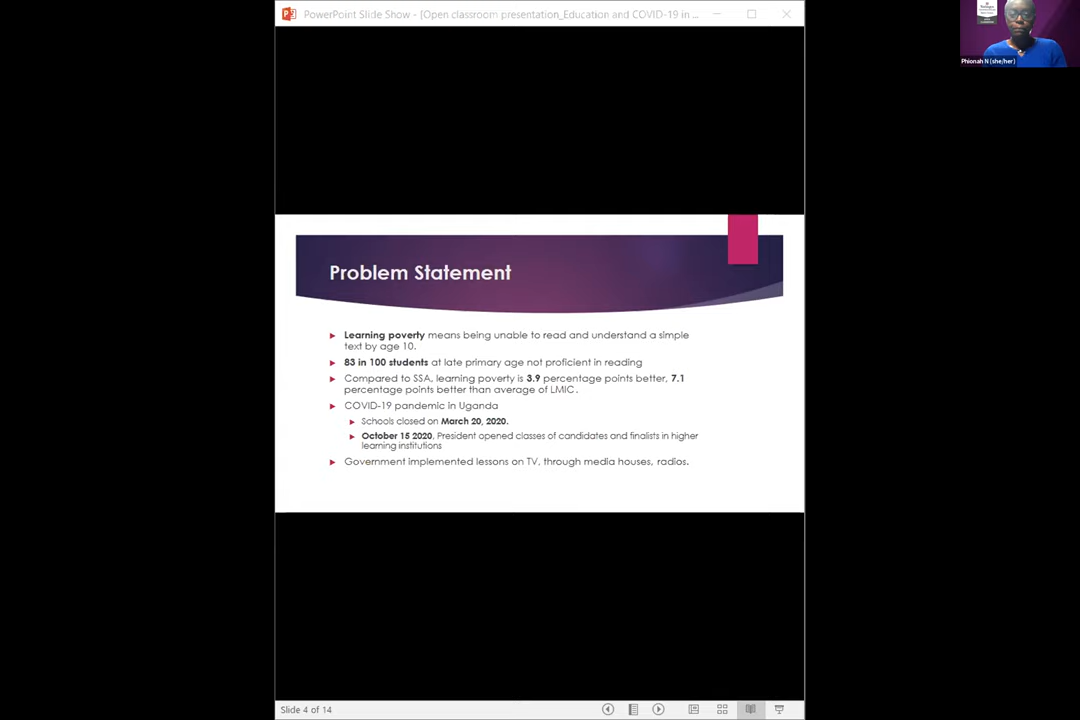 PowerPoint Slide Show - [Open classroom presentation_Education and COVID-19 in ...
Phionah N (she/her)
Problem Statement
Learning poverty means being unable to read and understand a simple
text by age 10.
83 in 100 students at late primary age not proficient in reading
Compared to SSA, learning poverty is 3.9 percentage points better, 7.1
percentage points better than average of LMIC.
COVID-19 pandemic in Uganda
Schools closed on March 20, 2020.
October 15 2020, President opened classes of candidates and finalists in higher
learning institutions
Government implemented lessons on TV, through media houses, radios.
Slide 4 of 14